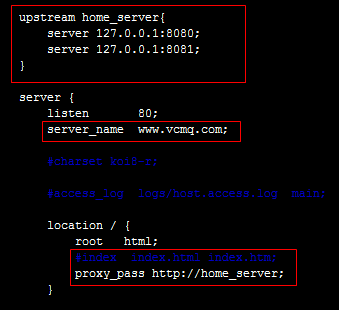 upstream home_server{
server 127.0.0.1:8080;
server 127.0.0.1:8081;
}
server {
listen 80;
server_name www.vcmq.com;
#charset koi8-r;
#access_log logs/host.access.log main;
location / {
root html;
#index index.html index.htm;
proxy_pass http://home_server;
}